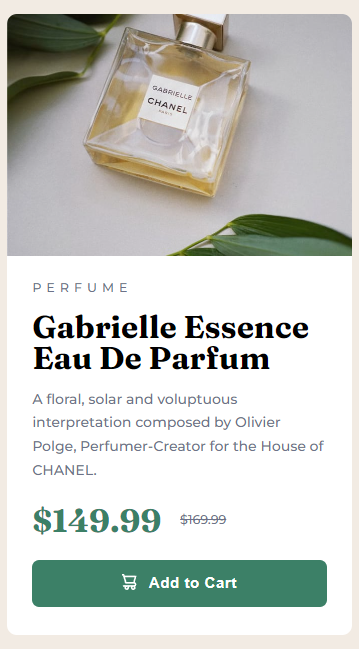 GABRIELLE
CHANEL
PARIS
PERFUME
Gabrielle Essence
Eau De Parfum
A floral, solar and voluptuous
interpretation composed by Olivier
Polge, Perfumer-Creator for the House of
CHANEL.
$149.99 $169.99
Add to Cart